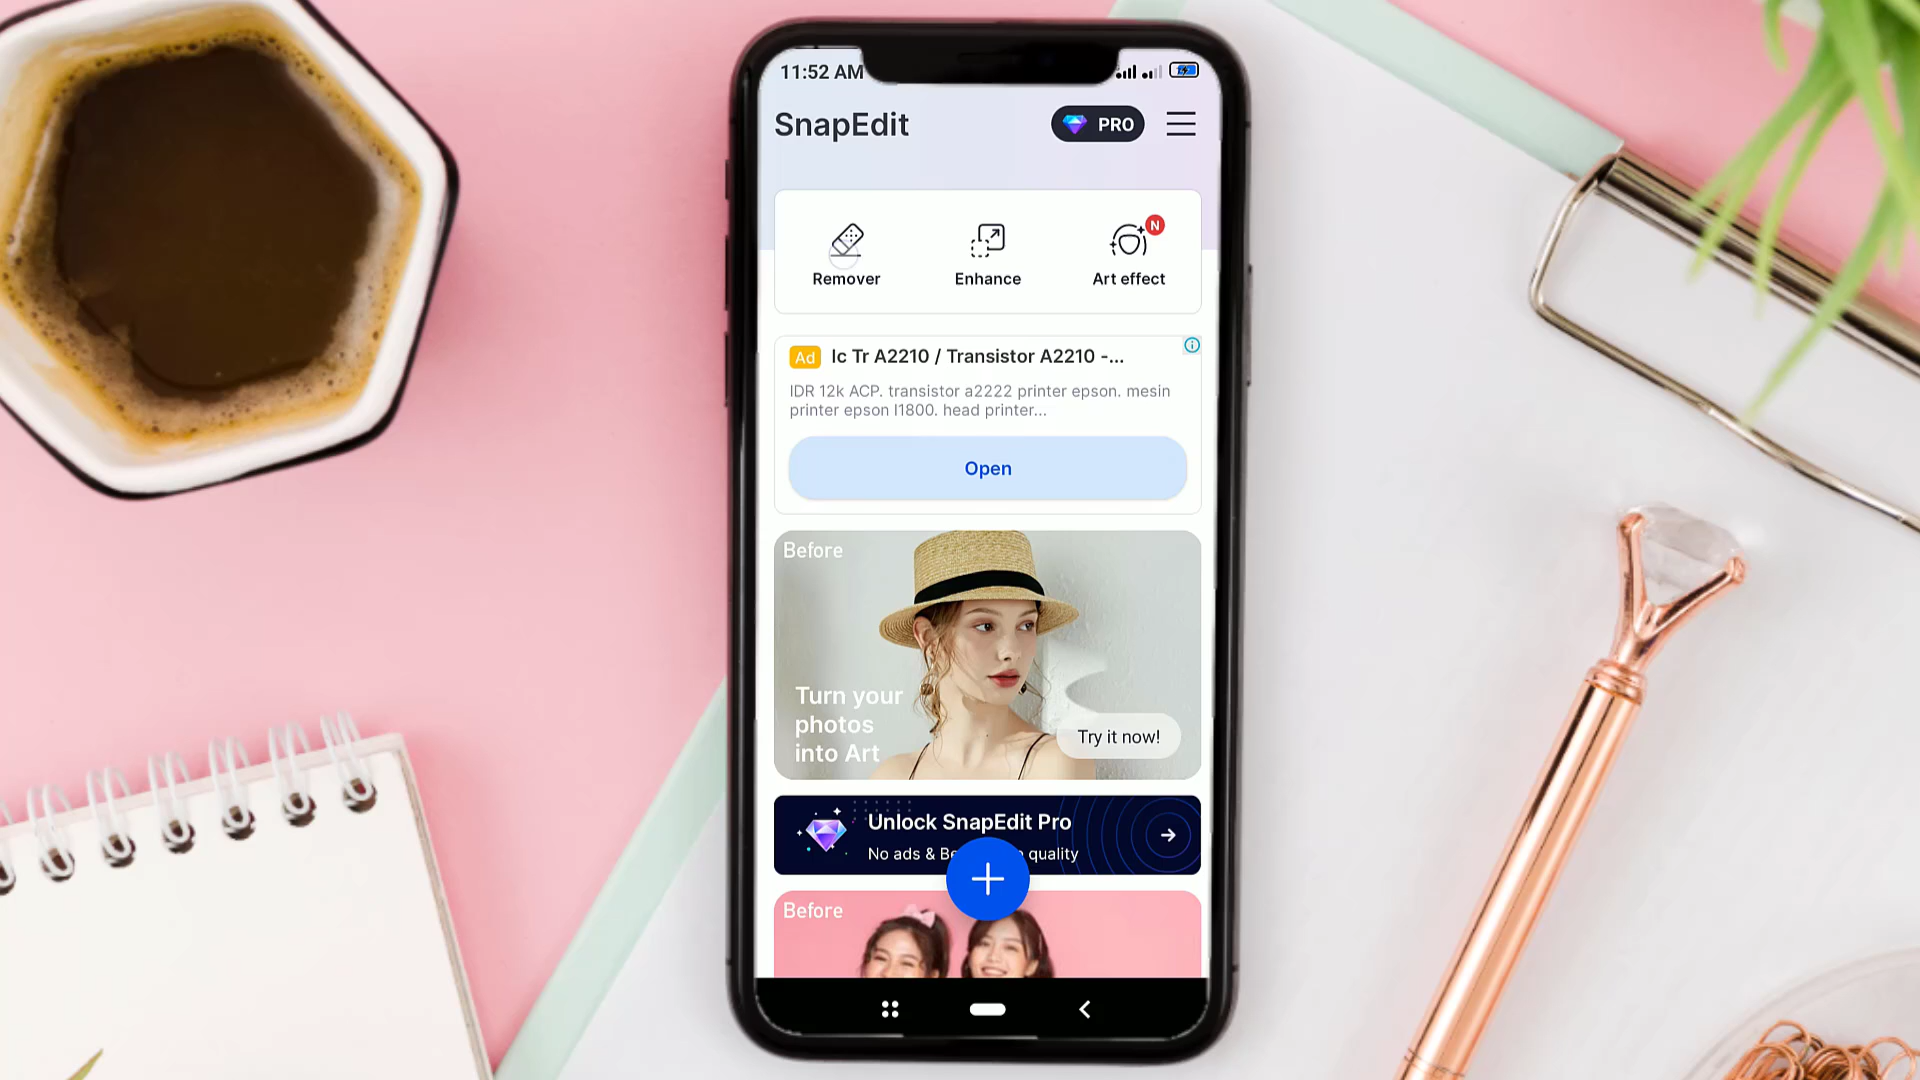 11:52 AM
SnapEdit
PRO
Remover
Enhance
Art effect
N
Ad
Ic Tr A2210 / Transistor A2210 -...
IDR 12k ACP. transistor a2222 printer epson. mesin
printer epson l1800. head printer...
Open
Before
Turn your
photos
into Art
Try it now!
Unlock SnapEdit Pro
No ads & quality
Before